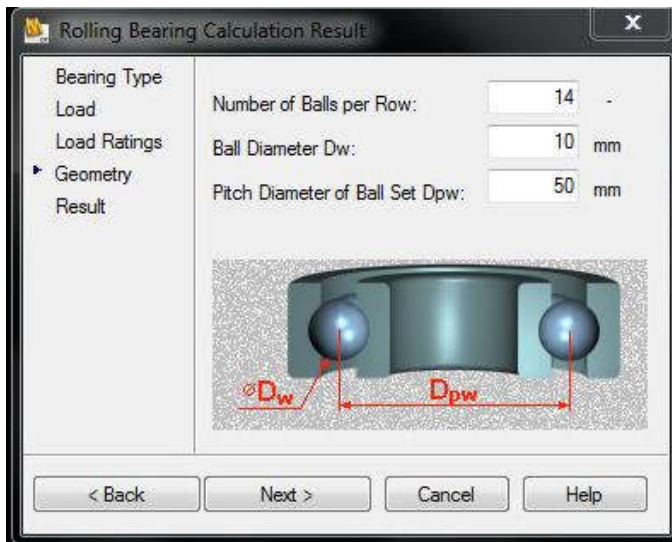 Rolling Bearing Calculation Result
x
Bearing Type
Load
Load Ratings
Geometry
Result
Number of Balls per Row: 14 -
Ball Diameter Dw: 10 mm
Pitch Diameter of Ball Set Dpw: 50 mm
⌀Dw
Dpw
< Back
Next >
Cancel
Help